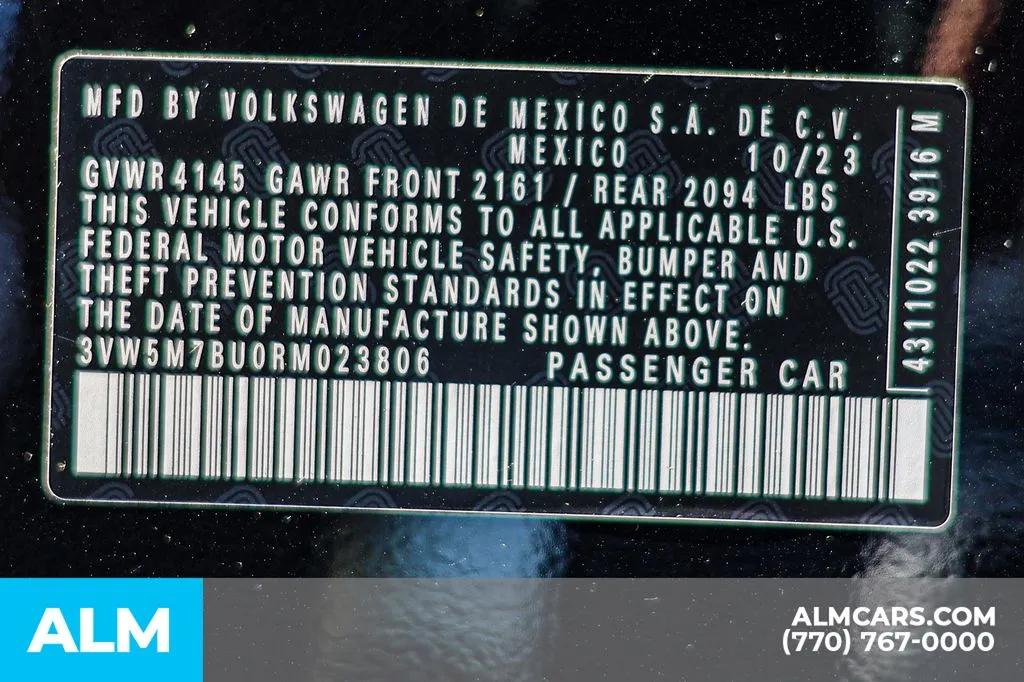 MFD BY VOLKSWAGEN DE MEXICO S.A. DE C.V.
MEXICO 10/23
GVWR 4145 GAWR FRONT 2161 / REAR 2094 LBS
THIS VEHICLE CONFORMS TO ALL APPLICABLE U.S.
FEDERAL MOTOR VEHICLE SAFETY, BUMPER AND
THEFT PREVENTION STANDARDS IN EFFECT ON
THE DATE OF MANUFACTURE SHOWN ABOVE.
3VW5M7BU0RM023806 PASSENGER CAR
4311022 3916 M
ALM
ALMCARS.COM
(770) 767-0000